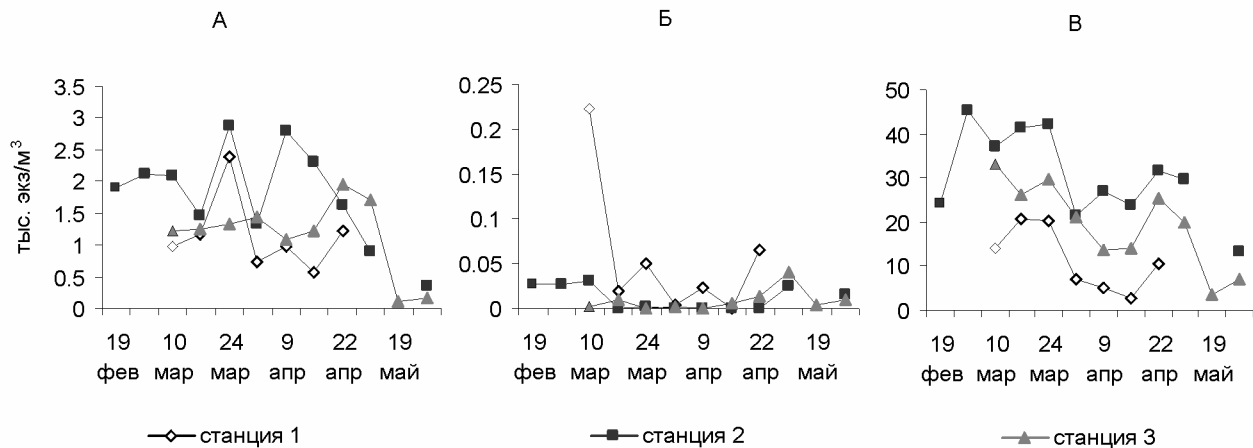 А
Б
В
тыс. экз/м³
3.5
3
2.5
2
1.5
1
0.5
0
19 10 24 9 22 19
фев мар мар апр апр май
0.25
0.2
0.15
0.1
0.05
0
19 10 24 9 22 19
фев мар мар апр апр май
50
40
30
20
10
0
19 10 24 9 22 19
фев мар мар апр апр май
станция 1
станция 2
станция 3